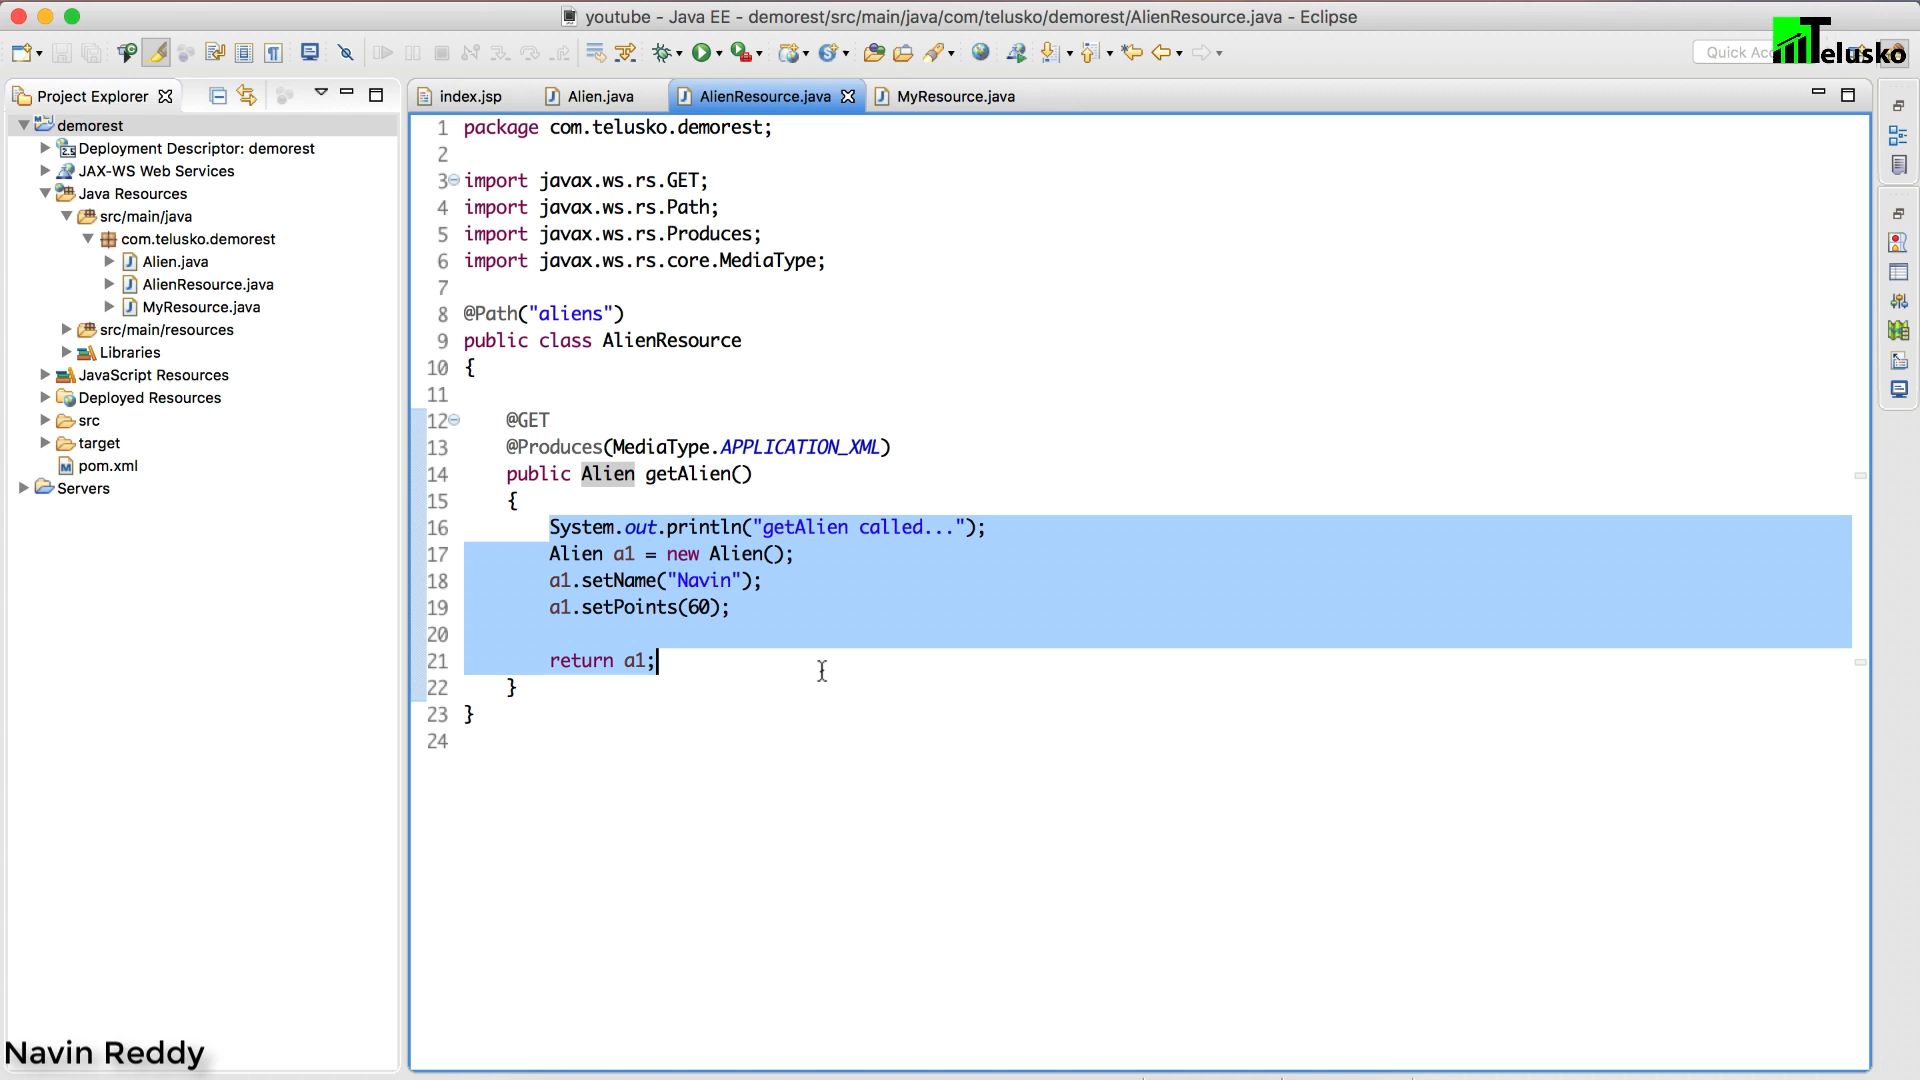 youtube - Java EE - demorest/src/main/java/com/telusko/demorest/AlienResource.java - Eclipse
Telusko
Project Explorer
index.jsp
Alien.java
AlienResource.java
MyResource.java
demorest
Deployment Descriptor: demorest
JAX-WS Web Services
Java Resources
src/main/java
com.telusko.demorest
Alien.java
AlienResource.java
MyResource.java
src/main/resources
Libraries
JavaScript Resources
Deployed Resources
src
target
pom.xml
Servers
1 package com.telusko.demorest;
2
3 import javax.ws.rs.GET;
4 import javax.ws.rs.Path;
5 import javax.ws.rs.Produces;
6 import javax.ws.rs.core.MediaType;
7
8 @Path("aliens")
9 public class AlienResource
10 {
11
12 @GET
13 @Produces(MediaType.APPLICATION_XML)
14 public Alien getAlien()
15 {
16 System.out.println("getAlien called...");
17 Alien a1 = new Alien();
18 a1.setName("Navin");
19 a1.setPoints(60);
20
21 return a1;
22 }
23 }
24
Navin Reddy